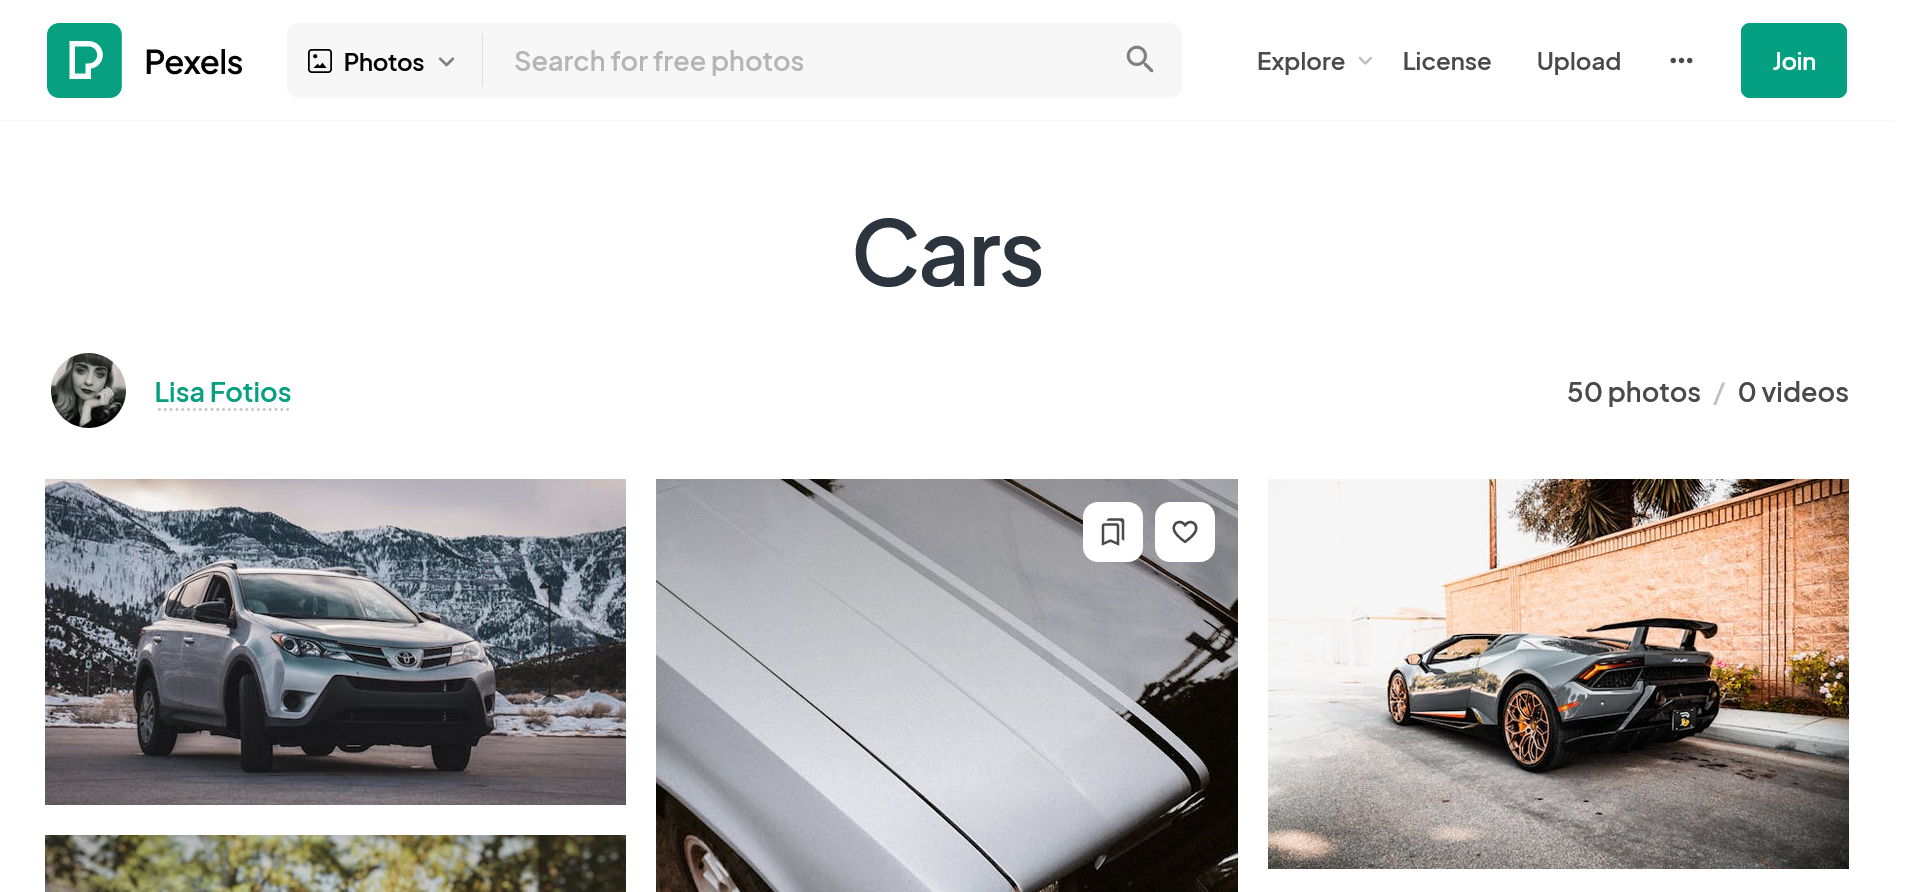 Pexels
Photos
Search for free photos
Explore
License
Upload
Join
Cars
Lisa Fotios
50 photos / 0 videos